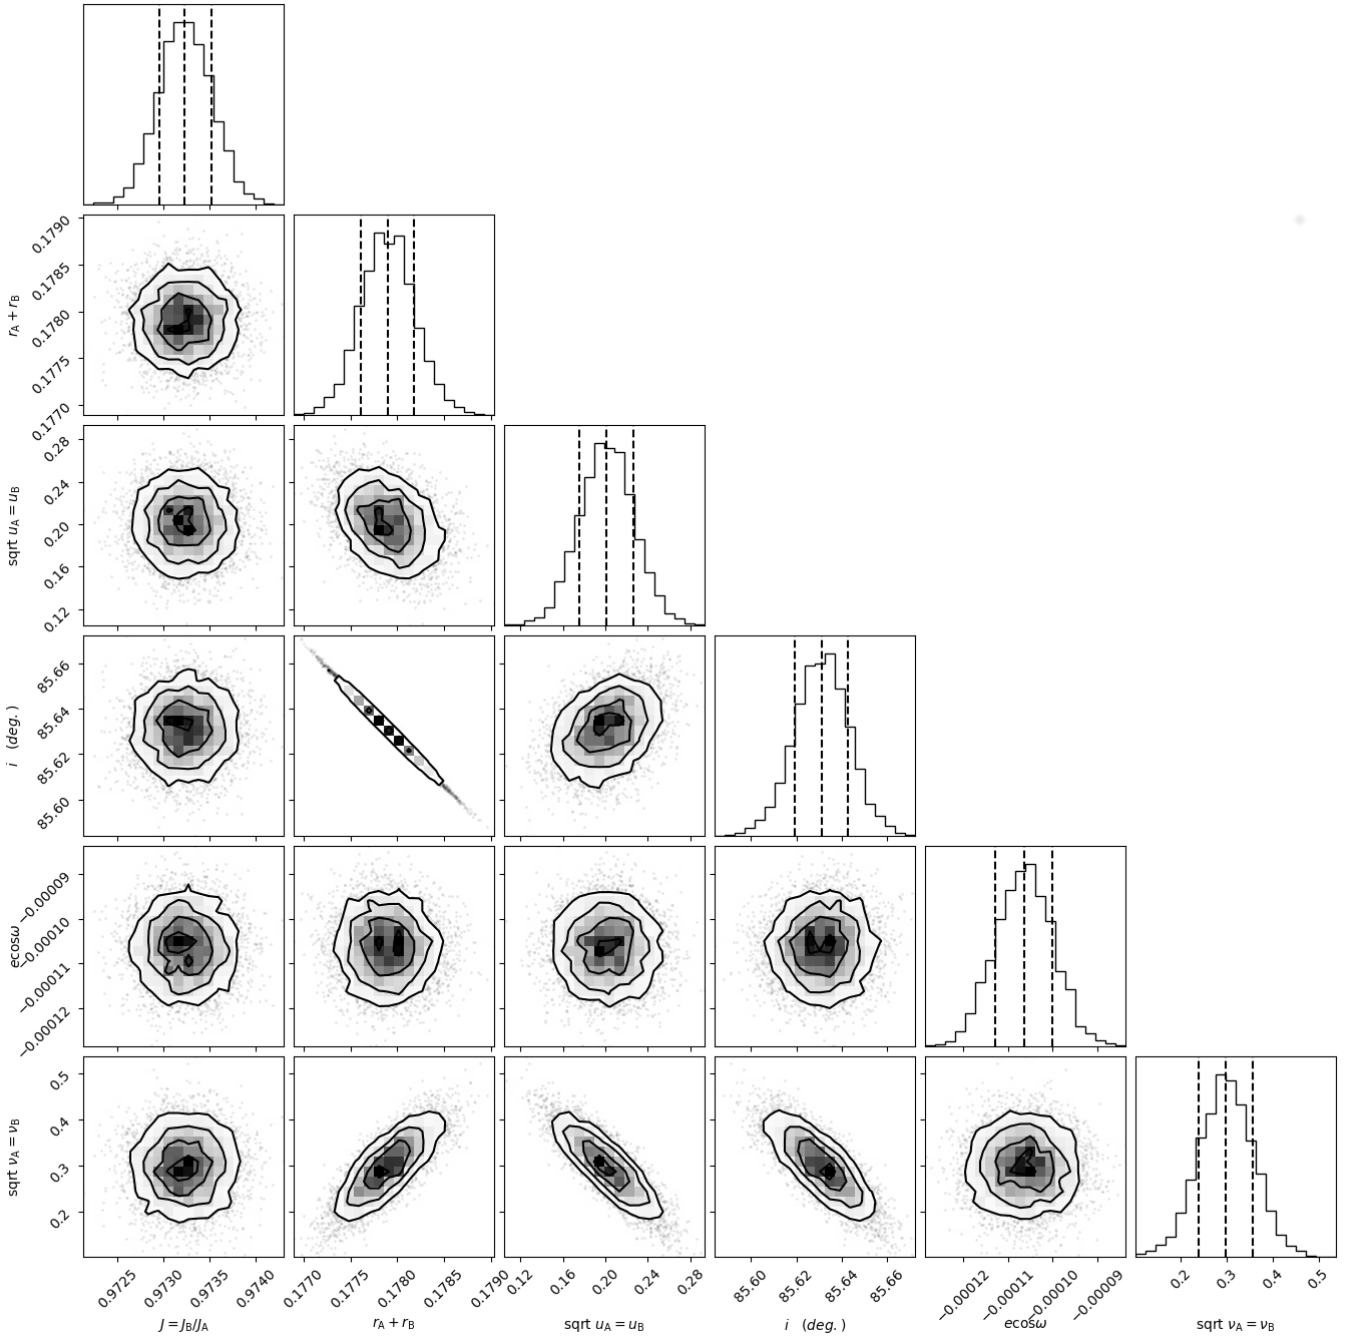 0.1790
0.1785
0.1780
0.1775
0.1770
r_A + r_B
0.28
0.24
0.20
0.16
0.12
sqrt u_A = u_B
85.66
85.64
85.62
85.60
i (deg.)
−0.00009
−0.00010
−0.00011
−0.00012
ecosω
0.5
0.4
0.3
0.2
sqrt ν_A = ν_B
0.9725 0.9730 0.9735 0.9740
0.1770 0.1775 0.1780 0.1785 0.1790
0.12 0.16 0.20 0.24 0.28
85.60 85.62 85.64 85.66
−0.00012 −0.00011 −0.00010 −0.00009
0.2 0.3 0.4 0.5
J = J_B/J_A
r_A + r_B
sqrt u_A = u_B
i (deg.)
ecosω
sqrt ν_A = ν_B